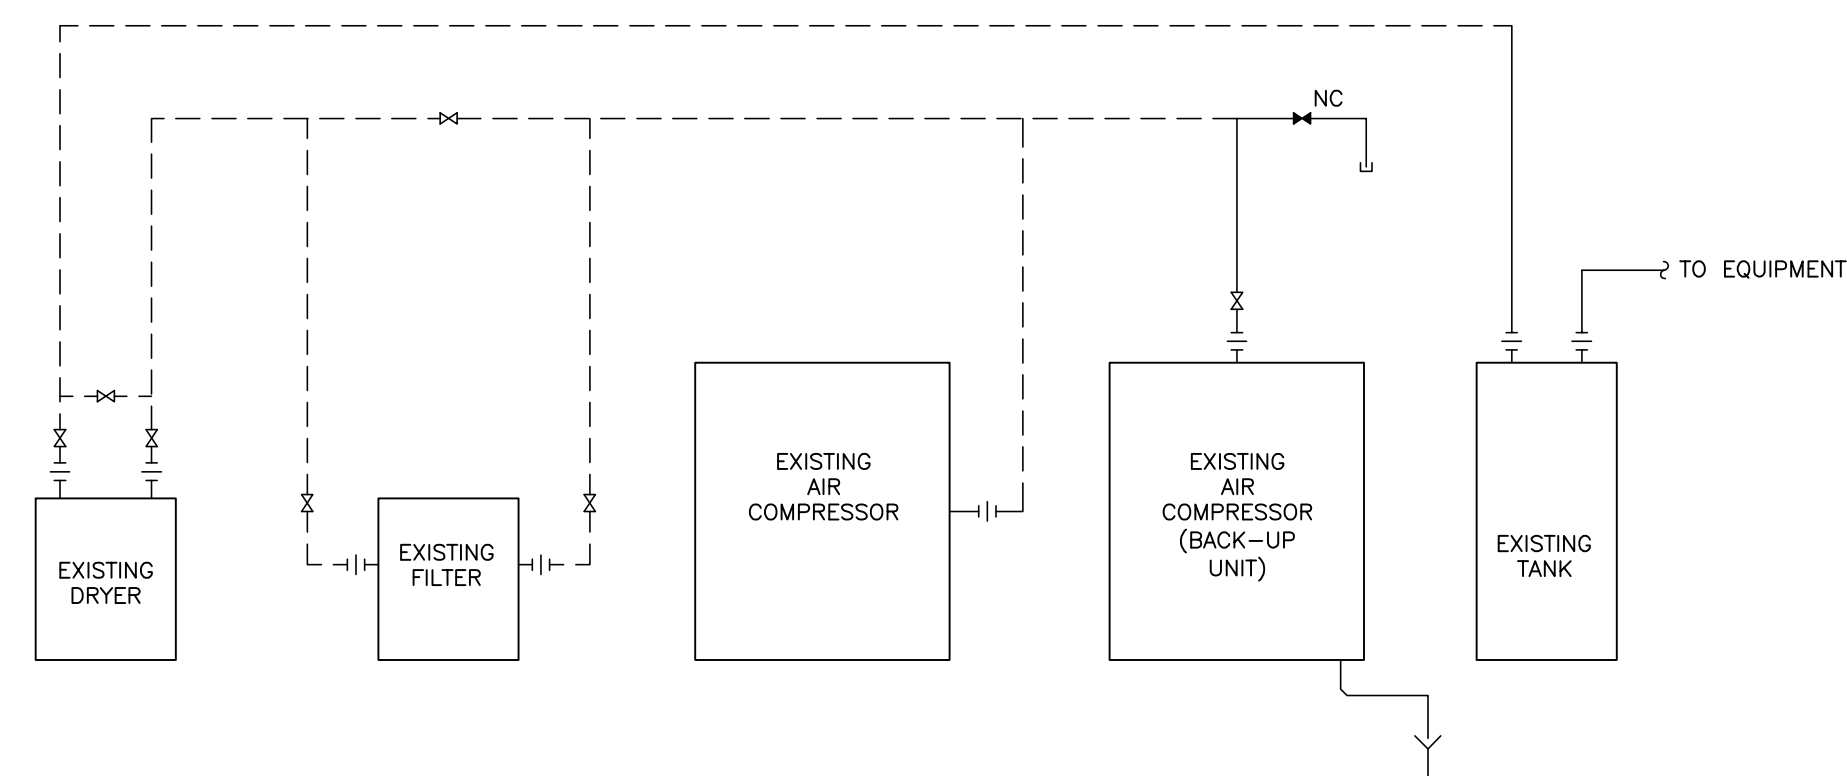 NC
TO EQUIPMENT
EXISTING
DRYER
EXISTING
FILTER
EXISTING
AIR
COMPRESSOR
EXISTING
AIR
COMPRESSOR
(BACK-UP
UNIT)
EXISTING
TANK